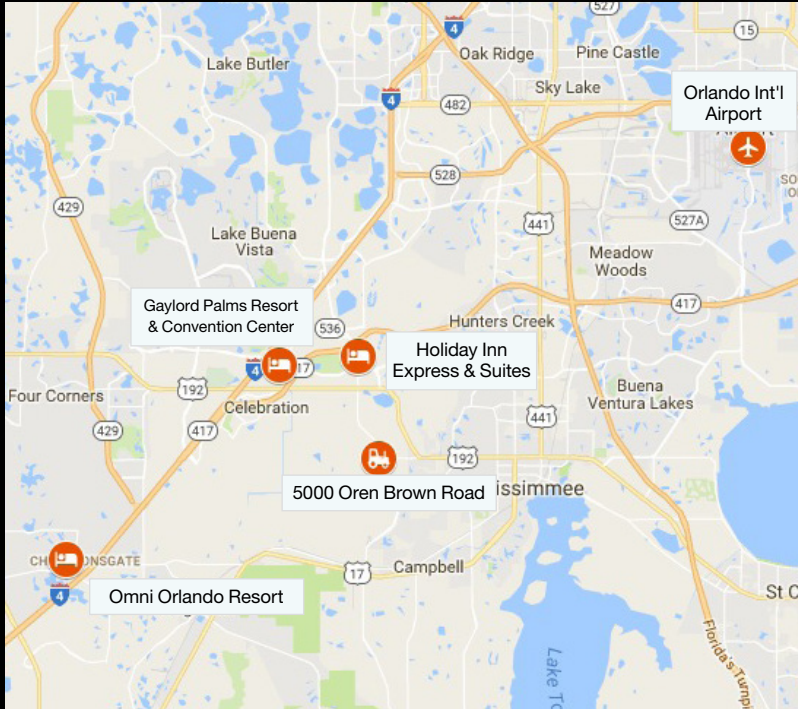 527
15
Lake Butler
Oak Ridge
Pine Castle
4
Sky Lake
Orlando Int'l
Airport
4
482
528
429
441
527A
Lake Buena
Vista
Meadow
Woods
Gaylord Palms Resort
& Convention Center
417
536
Hunters Creek
Holiday Inn
Express & Suites
4
17
192
Four Corners
Celebration
Buena
Ventura Lakes
441
429
417
192
5000 Oren Brown Road
issimmee
Campbell
17
4
Omni Orlando Resort
St C
Florida's Turnpi
Lake To